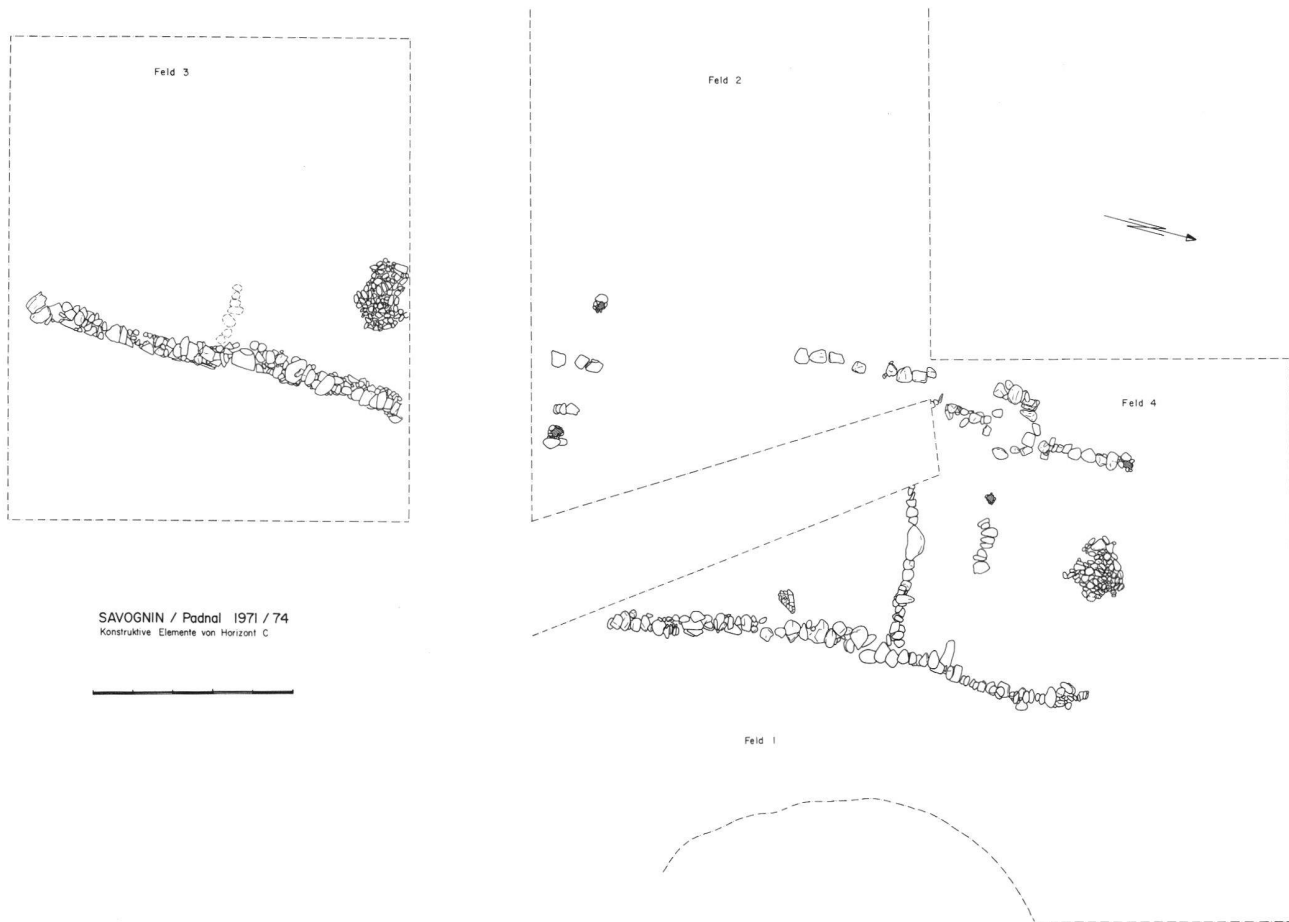 Feld 3
Feld 2
Feld 4
SAVOGNIN / Padnal 1971 / 74
Konstruktive Elemente von Horizont C
Feld 1